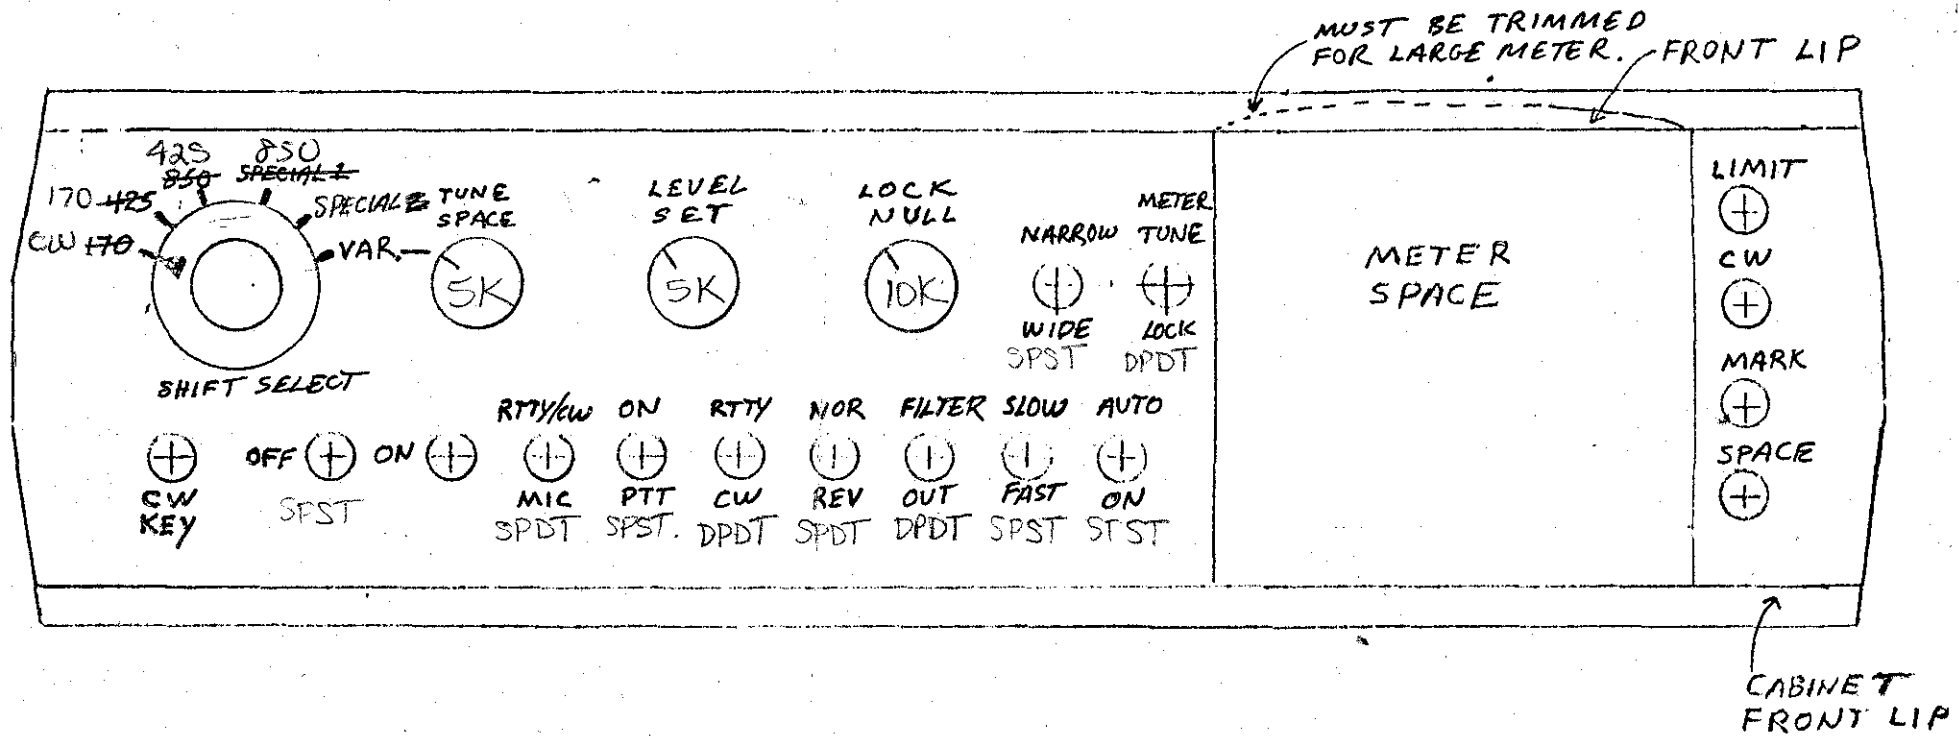 MUST BE TRIMMED
FOR LARGE METER.
FRONT LIP
425 850
850 SPECIAL 1
170 425
SPECIAL 2
CW 170
VAR.
SHIFT SELECT
TUNE
SPACE
5K
LEVEL
SET
5K
LOCK
NULL
10K
NARROW
WIDE
SPST
METER
TUNE
LOCK
DPDT
METER
SPACE
LIMIT
CW
MARK
SPACE
CW
KEY
OFF
SFST
ON
RTTY/CW
MIC
SPDT
ON
PTT
SPST.
RTTY
CW
DPDT
NOR
REV
SPDT
FILTER
OUT
DPDT
SLOW
FAST
SPST
AUTO
ON
STST
CABINET
FRONT LIP